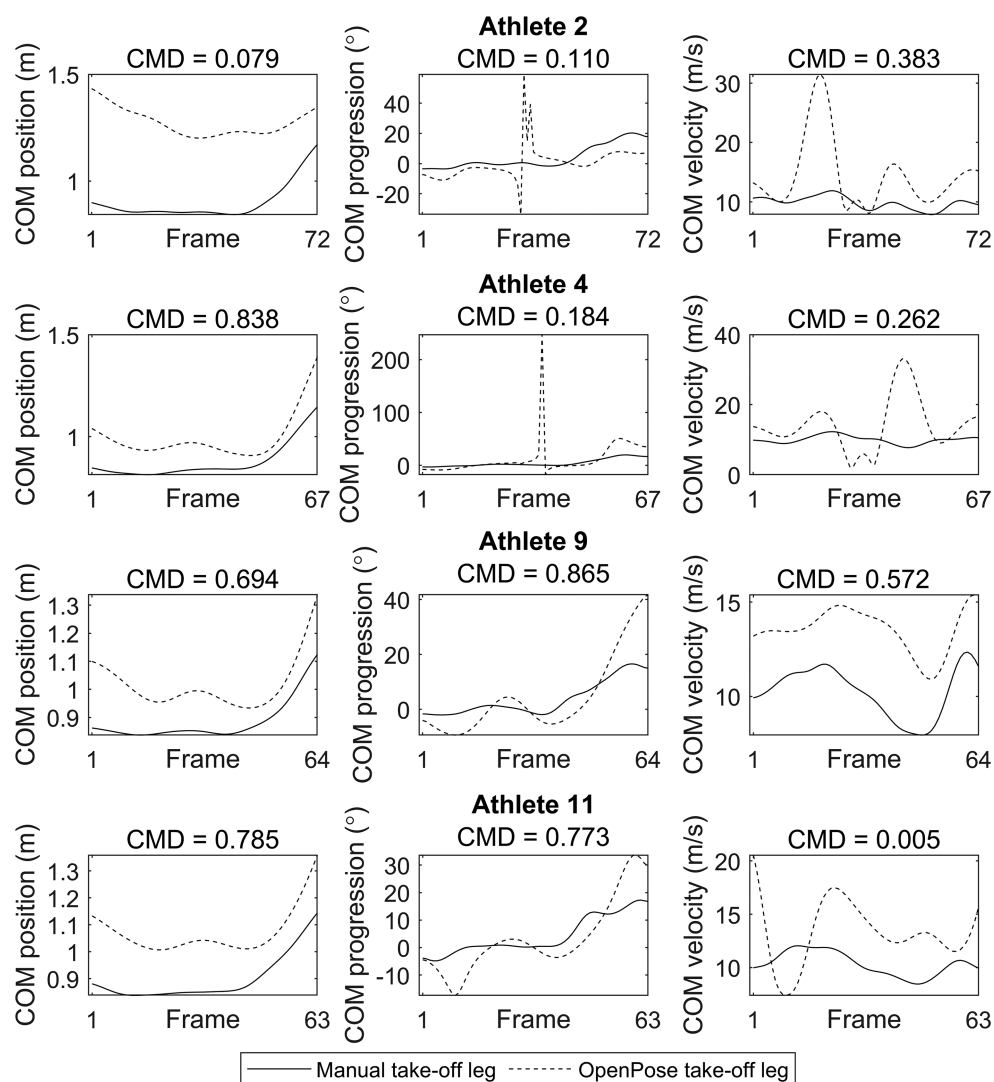 Athlete 2
CMD = 0.079 CMD = 0.110 CMD = 0.383
COM position (m) COM progression (°) COM velocity (m/s)
1.5
1
40
20
0
-20
30
20
10
1 Frame 72 1 Frame 72 1 Frame 72
Athlete 4
CMD = 0.838 CMD = 0.184 CMD = 0.262
COM position (m) COM progression (°) COM velocity (m/s)
1.5
1
200
100
0
40
20
0
1 Frame 67 1 Frame 67 1 Frame 67
Athlete 9
CMD = 0.694 CMD = 0.865 CMD = 0.572
COM position (m) COM progression (°) COM velocity (m/s)
1.3
1.2
1.1
1
0.9
40
20
0
15
10
1 Frame 64 1 Frame 64 1 Frame 64
Athlete 11
CMD = 0.785 CMD = 0.773 CMD = 0.005
COM position (m) COM progression (°) COM velocity (m/s)
1.3
1.2
1.1
1
0.9
30
20
10
0
-10
20
15
10
1 Frame 63 1 Frame 63 1 Frame 63
Manual take-off leg OpenPose take-off leg